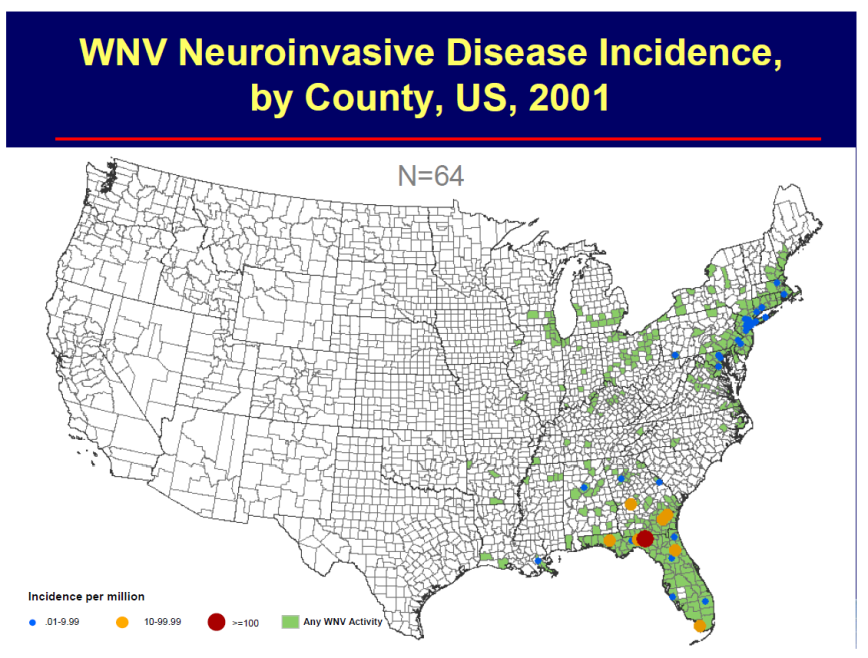 WNV Neuroinvasive Disease Incidence,
by County, US, 2001
N=64
Incidence per million
.01-9.99
10-99.99
>=100
Any WNV Activity